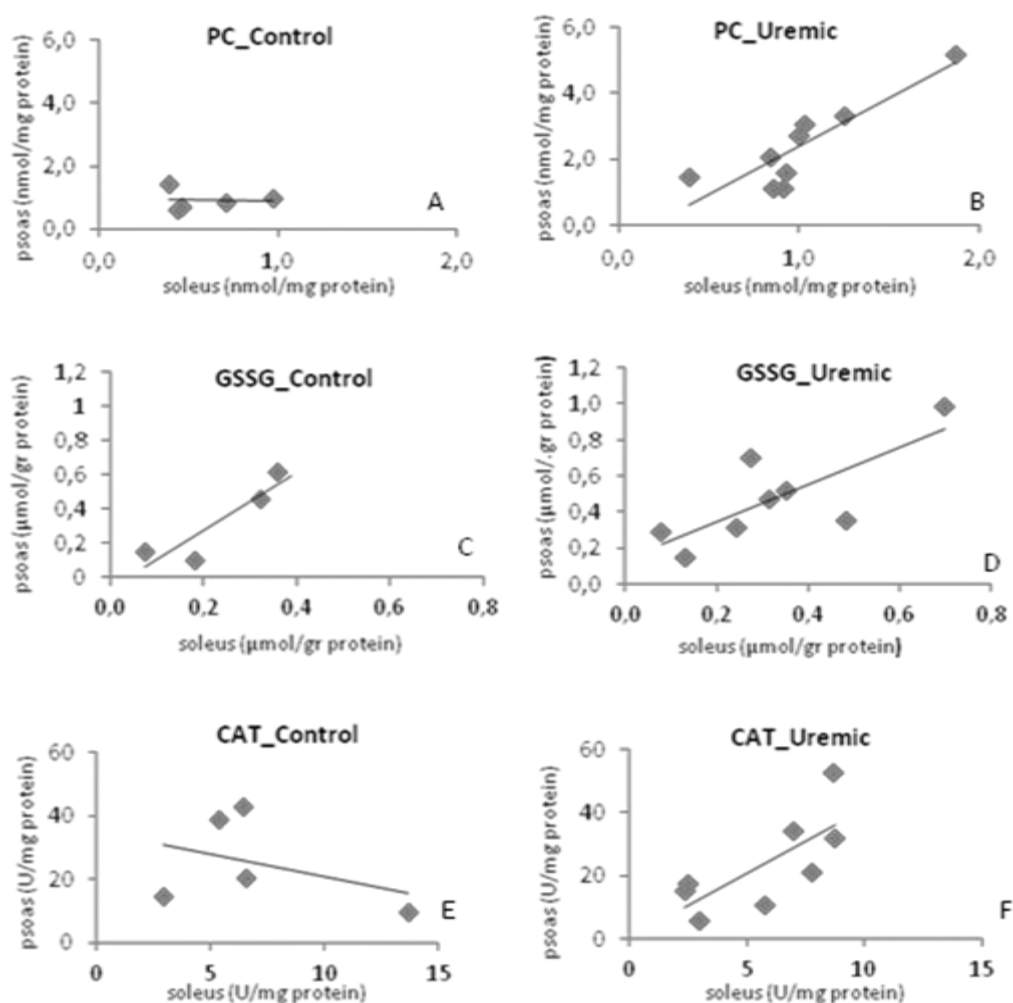 PC_Control
psoas (nmol/mg protein)
6,0
4,0
2,0
0,0
A
0,0 1,0 2,0
soleus (nmol/mg protein)
PC_Uremic
psoas (nmol/mg protein)
6,0
4,0
2,0
0,0
B
0,0 1,0 2,0
soleus (nmol/mg protein)
GSSG_Control
psoas (µmol/gr protein)
1,2
1
0,8
0,6
0,4
0,2
0
C
0,0 0,2 0,4 0,6 0,8
soleus (µmol/gr protein)
GSSG_Uremic
psoas (µmol/.gr protein)
1,2
1,0
0,8
0,6
0,4
0,2
0,0
D
0,0 0,2 0,4 0,6 0,8
soleus (µmol/gr protein)
CAT_Control
psoas (U/mg protein)
60
40
20
0
E
0 5 10 15
soleus (U/mg protein)
CAT_Uremic
psoas (U/mg protein)
60
40
20
0
F
0 5 10 15
soleus (U/mg protein)